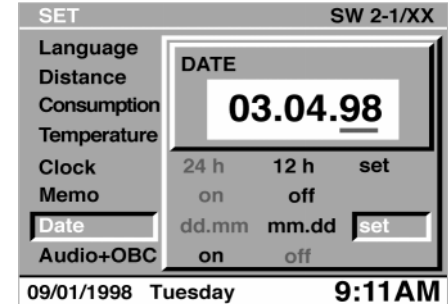 SET SW 2-1/XX
Language
Distance
Consumption
Temperature
DATE
03.04.98
Clock 24 h 12 h set
Memo on off
Date dd.mm mm.dd set
Audio+OBC on off
09/01/1998 Tuesday 9:11AM